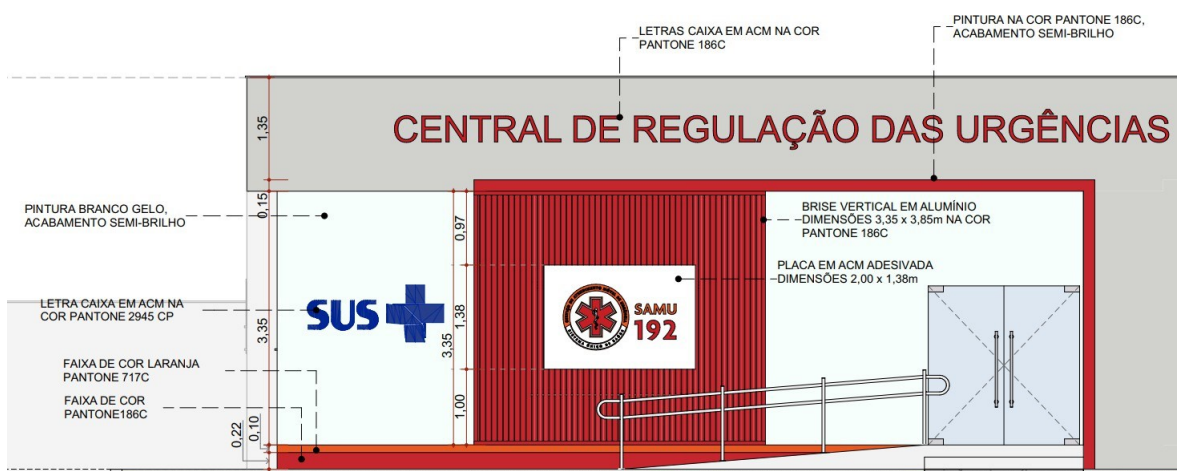 LETRAS CAIXA EM ACM NA COR
PANTONE 186C
PINTURA NA COR PANTONE 186C,
ACABAMENTO SEMI-BRILHO
1,35
CENTRAL DE REGULAÇÃO DAS URGÊNCIAS
0,15
PINTURA BRANCO GELO,
ACABAMENTO SEMI-BRILHO
0,97
BRISE VERTICAL EM ALUMÍNIO
DIMENSÕES 3,35 x 3,85m NA COR
PANTONE 186C
PLACA EM ACM ADESIVADA
DIMENSÕES 2,00 x 1,38m
LETRA CAIXA EM ACM NA
COR PANTONE 2945 CP
SUS
3,35
3,35
1,38
SAMU
192
SISTEMA ÚNICO DE SAÚDE
FAIXA DE COR LARANJA
PANTONE 717C
FAIXA DE COR
PANTONE186C
1,00
0,22
0,10